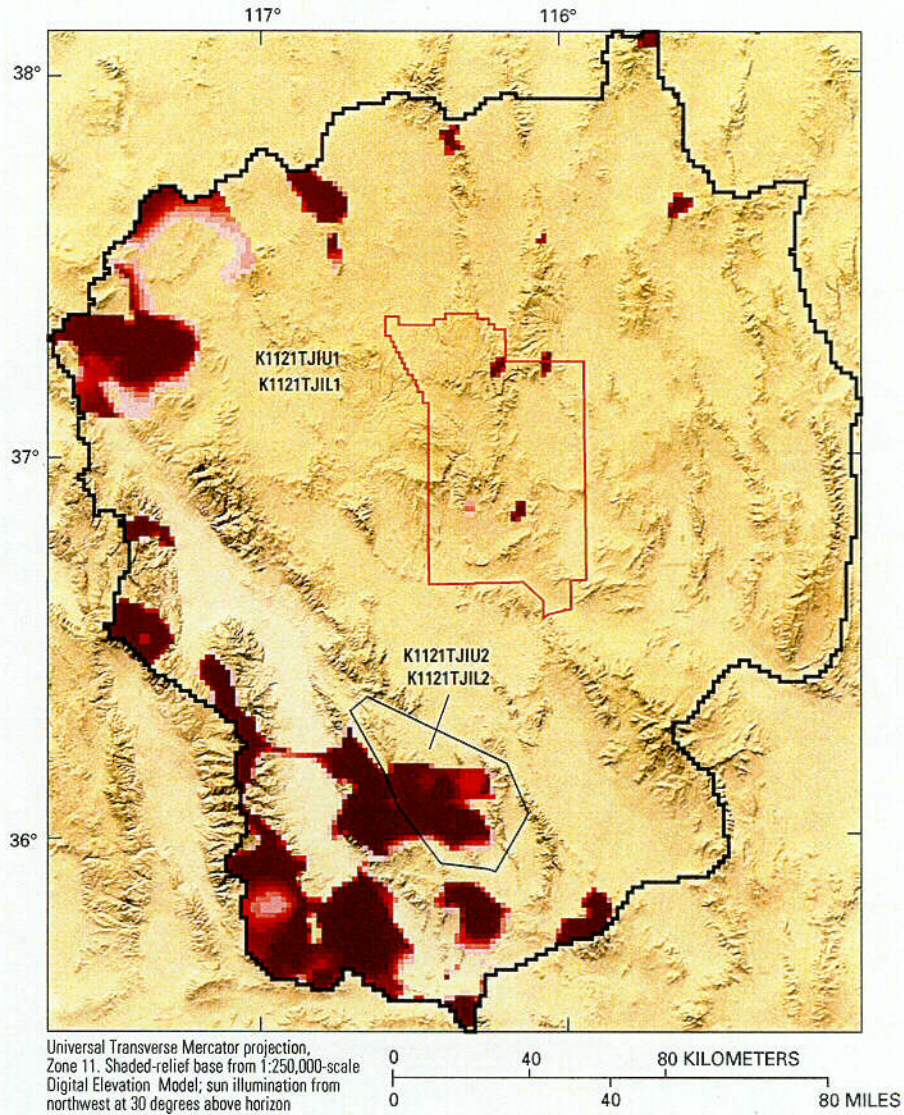 117° 116°
38°
K1121TJIU1
K1121TJIL1
37°
K1121TJIU2
K1121TJIL2
36°
117° 116°
Universal Transverse Mercator projection,
Zone 11. Shaded-relief base from 1:250,000-scale
Digital Elevation Model; sun illumination from
northwest at 30 degrees above horizon
0 40 80 KILOMETERS
0 40 80 MILES